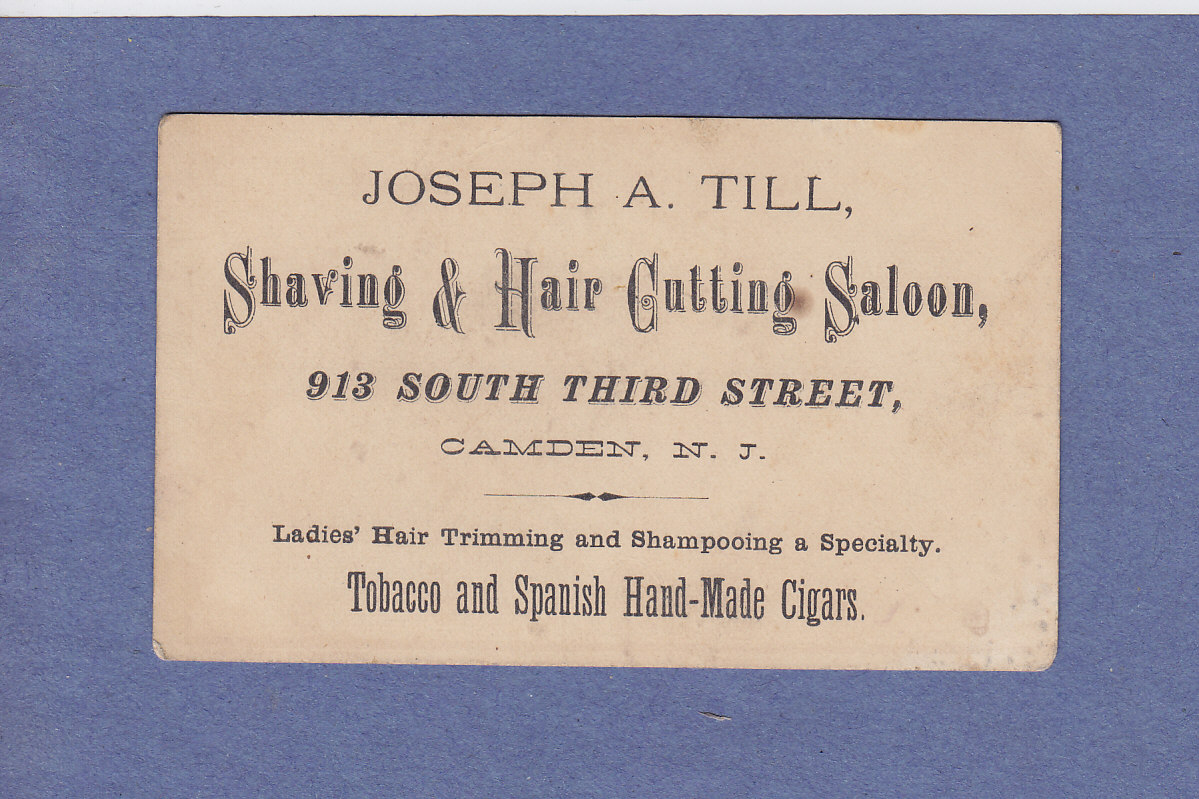 JOSEPH A. TILL,
Shaving & Hair Cutting Saloon,
913 SOUTH THIRD STREET,
CAMDEN, N. J.
Ladies' Hair Trimming and Shampooing a Specialty.
Tobacco and Spanish Hand-Made Cigars.